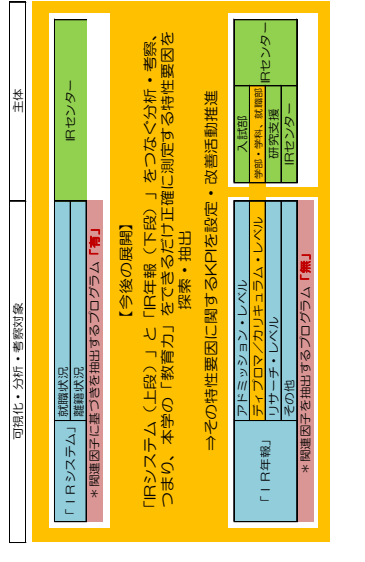 可視化・分析・考察対象
主体
「IRシステム」
就職状況
離籍状況
IRセンター
＊関連因子に基づきを抽出するプログラム「有」
【今後の展開】
「IRシステム（上段）」と「IR年報（下段）」をつなぐ分析・考察、
つまり、本学の「教育力」をできるだけ正確に測定する特性要因を
探索・抽出
⇒その特性要因に関するKPIを設定・改善活動推進
「IR年報」
アドミッション・レベル
入試部
ディプロマ／カリキュラム・レベル
学部・学科、就職部
リサーチ・レベル
研究支援
その他
IRセンター
IRセンター
＊関連因子を抽出するプログラム「無」